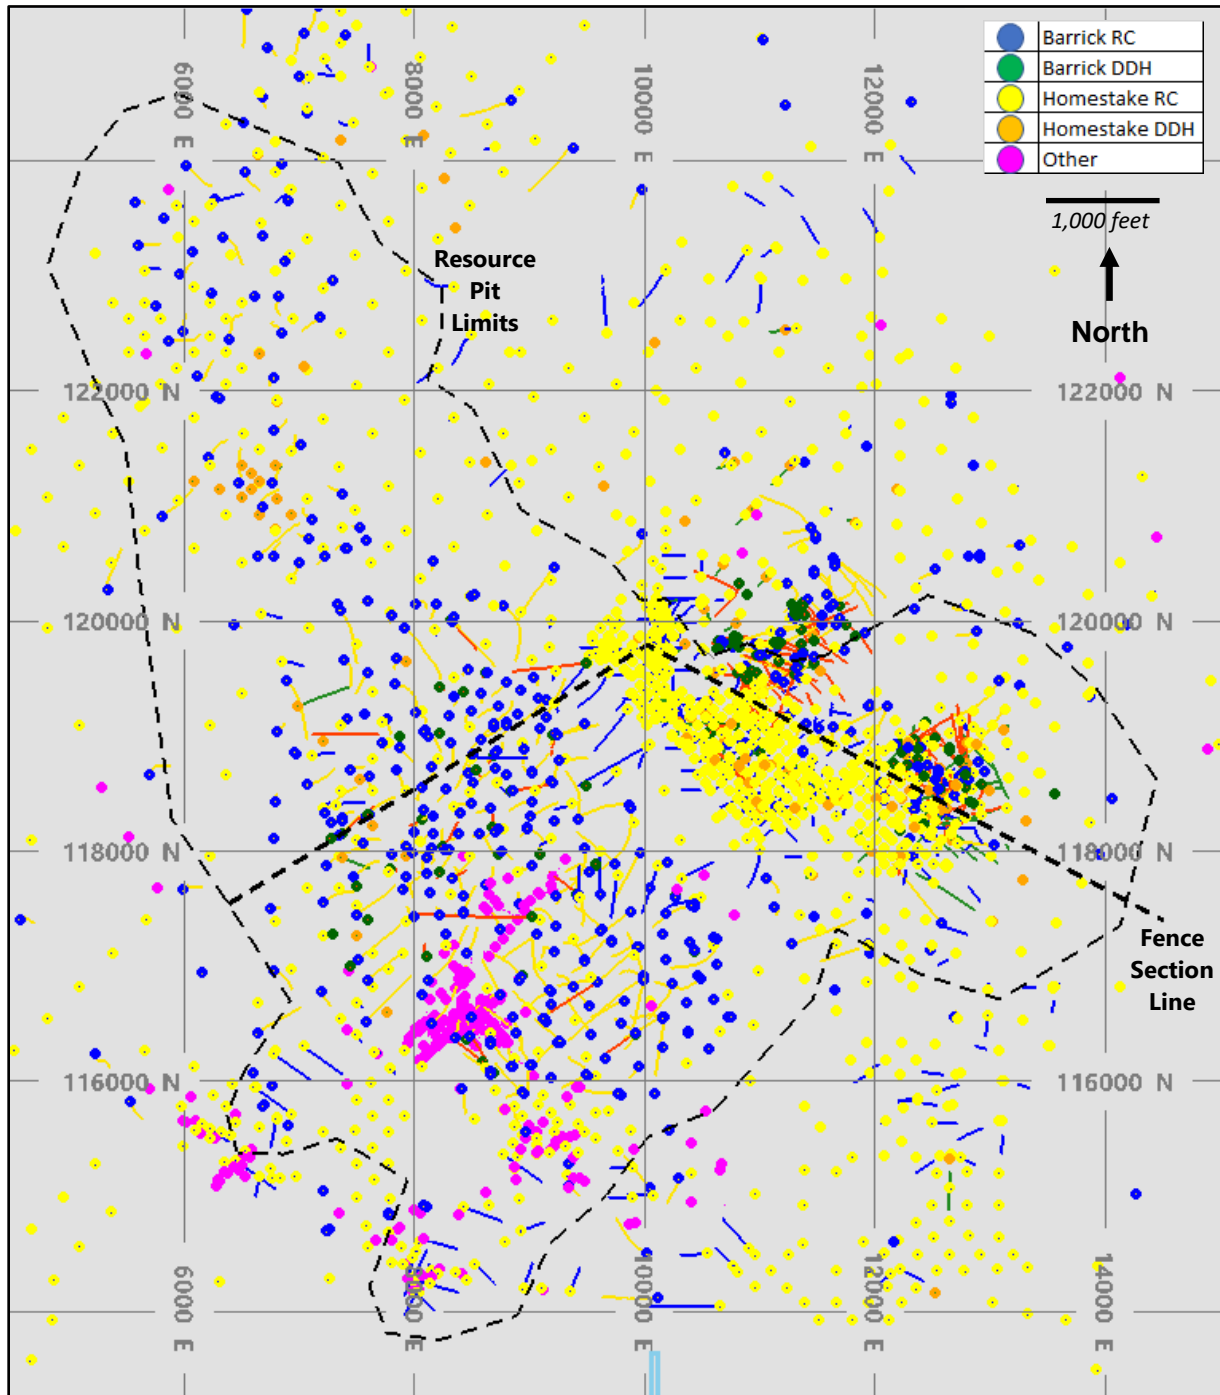 Barrick RC
Barrick DDH
Homestake RC
Homestake DDH
Other
6000 E
8000 E
10000 E
12000 E
1,000 feet
North
Resource
Pit
Limits
122000 N
122000 N
120000 N
120000 N
118000 N
118000 N
Fence
Section
Line
116000 N
116000 N
6000 E
8000 E
10000 E
12000 E
14000 E